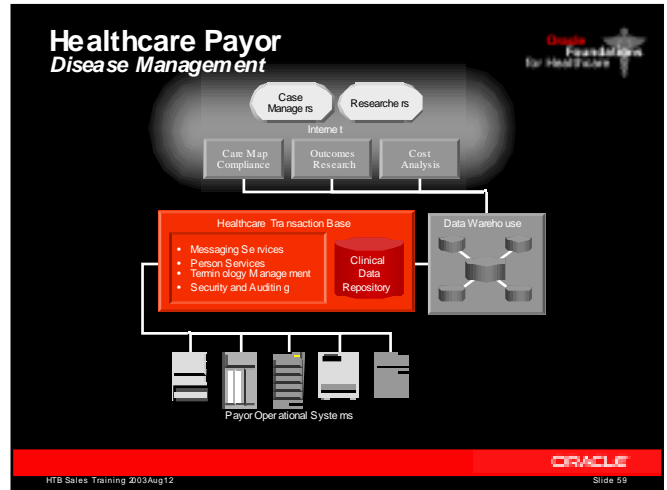 Healthcare Payor
Disease Management
Oracle
Foundations
for Healthcare
Case
Managers
Researchers
Internet
Care Map
Compliance
Outcomes
Research
Cost
Analysis
Healthcare Transaction Base
• Messaging Services
• Person Services
• Terminology Management
• Security and Auditing
Clinical
Data
Repository
Data Warehouse
Payor Operational Systems
ORACLE
HTB Sales Training 2003Aug12
Slide 59